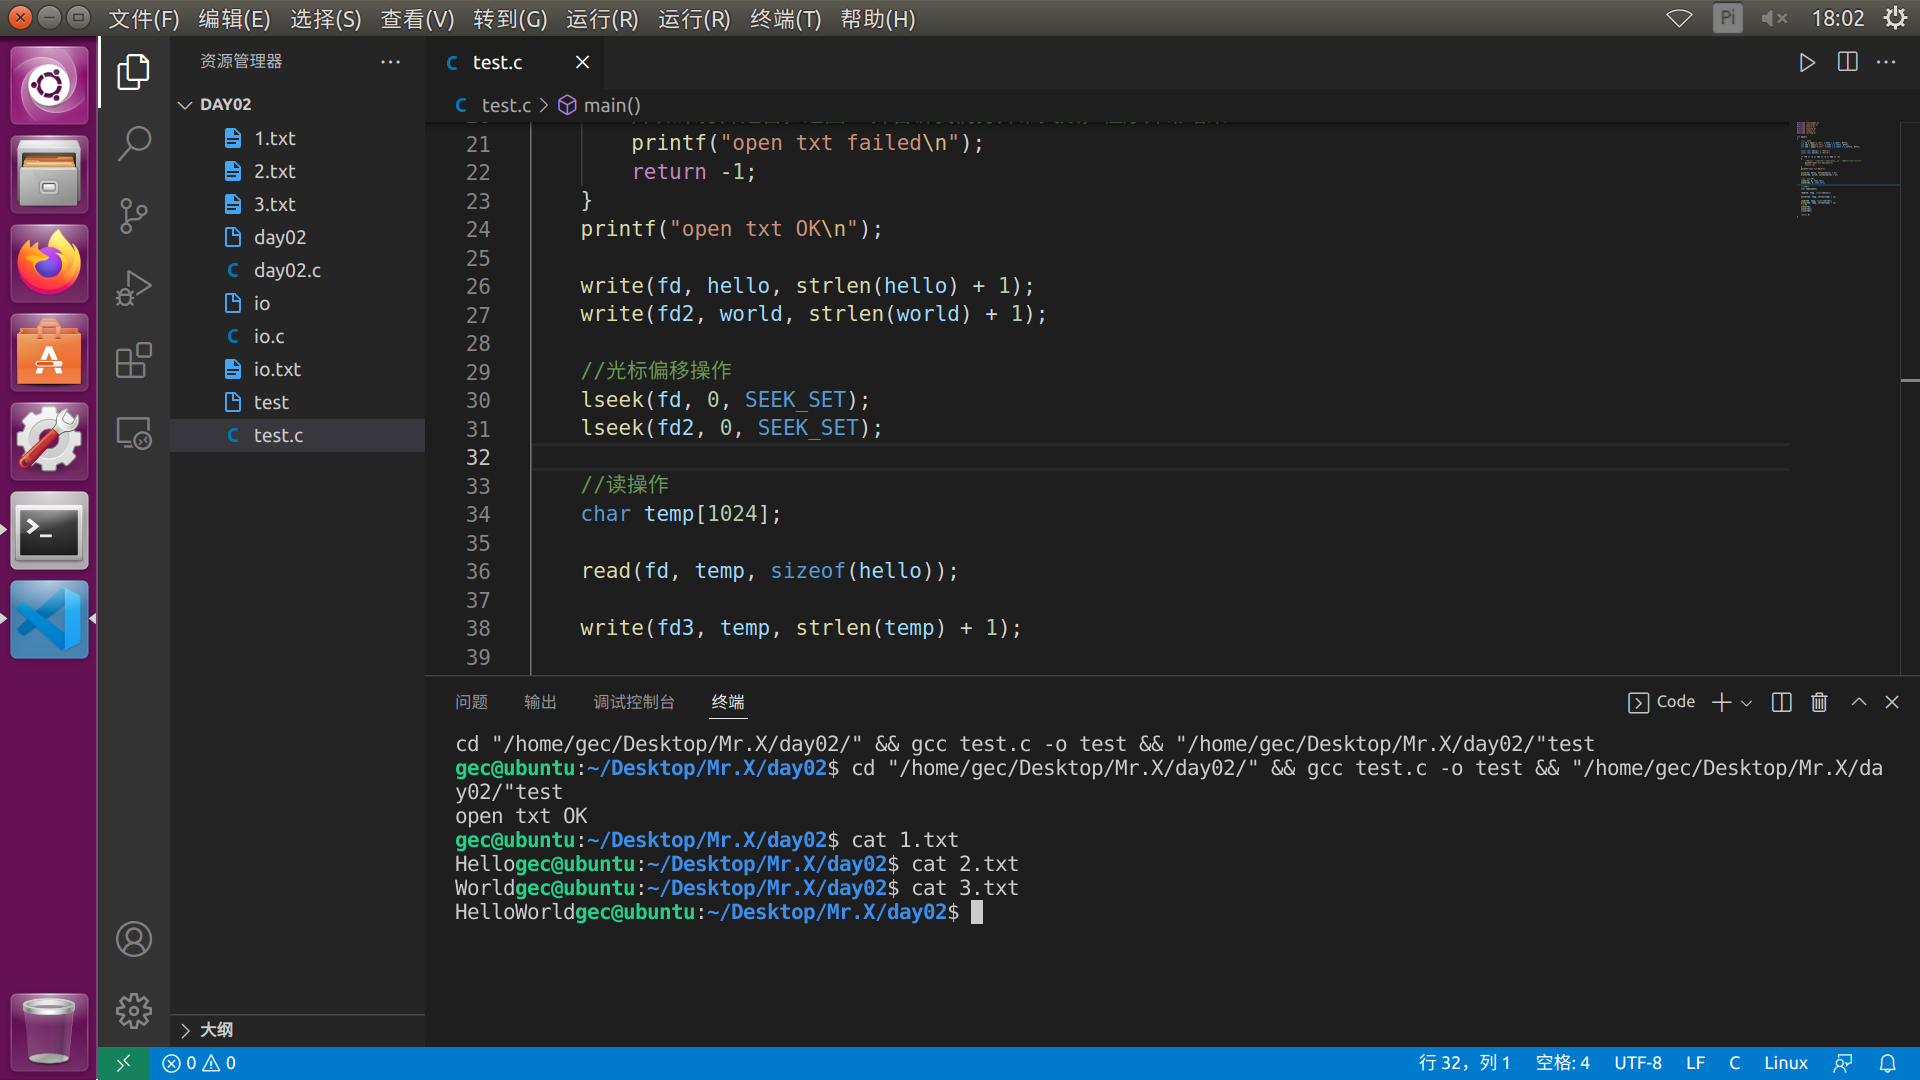 文件(F) 编辑(E) 选择(S) 查看(V) 转到(G) 运行(R) 运行(R) 终端(T) 帮助(H)
Pi 18:02
资源管理器 ···
DAY02
1.txt
2.txt
3.txt
day02
day02.c
io
io.c
io.txt
test
test.c
大纲
C test.c
C test.c > main()
21 printf("open txt failed\n");
22 return -1;
23 }
24 printf("open txt OK\n");
25
26 write(fd, hello, strlen(hello) + 1);
27 write(fd2, world, strlen(world) + 1);
28
29 //光标偏移操作
30 lseek(fd, 0, SEEK_SET);
31 lseek(fd2, 0, SEEK_SET);
32
33 //读操作
34 char temp[1024];
35
36 read(fd, temp, sizeof(hello));
37
38 write(fd3, temp, strlen(temp) + 1);
39
问题 输出 调试控制台 终端
Code
cd "/home/gec/Desktop/Mr.X/day02/" && gcc test.c -o test && "/home/gec/Desktop/Mr.X/day02/"test
gec@ubuntu:~/Desktop/Mr.X/day02$ cd "/home/gec/Desktop/Mr.X/day02/" && gcc test.c -o test && "/home/gec/Desktop/Mr.X/da
y02/"test
open txt OK
gec@ubuntu:~/Desktop/Mr.X/day02$ cat 1.txt
Hellogec@ubuntu:~/Desktop/Mr.X/day02$ cat 2.txt
Worldgec@ubuntu:~/Desktop/Mr.X/day02$ cat 3.txt
HelloWorldgec@ubuntu:~/Desktop/Mr.X/day02$
0 0
行 32，列 1 空格: 4 UTF-8 LF C Linux